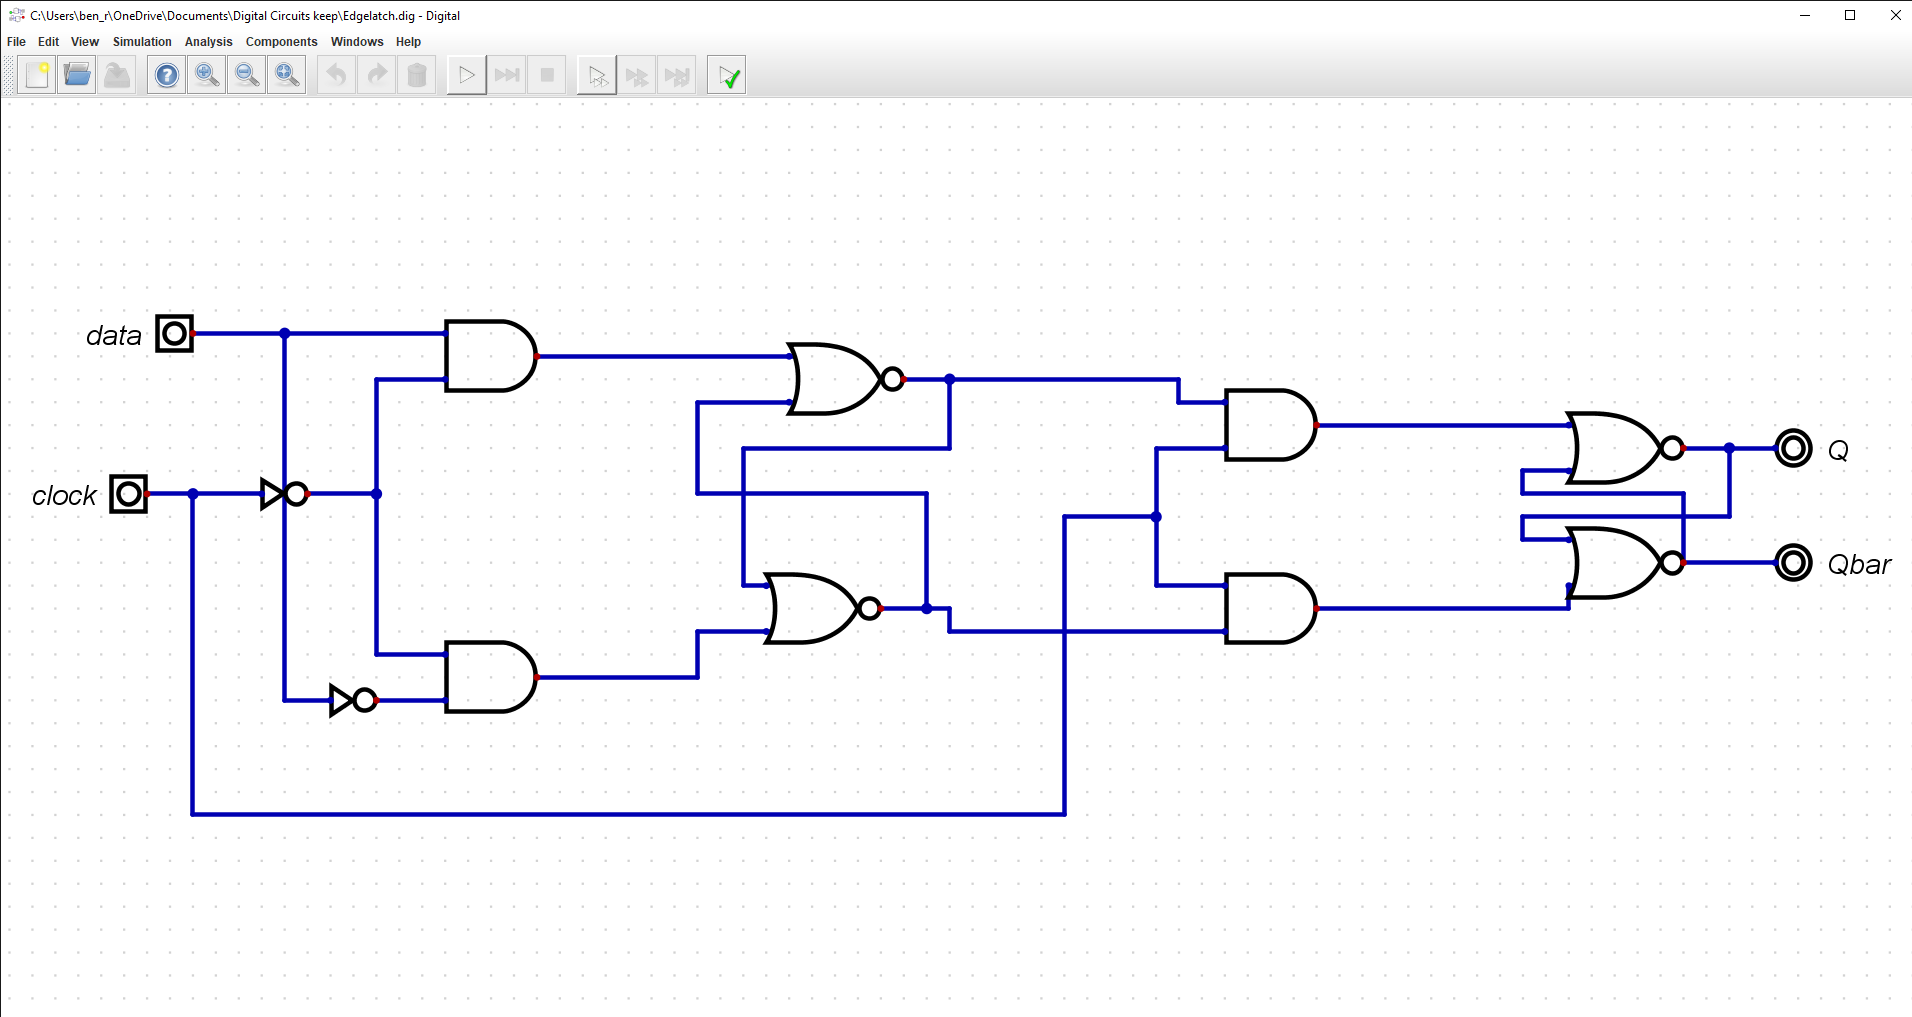 C:\Users\ben_r\OneDrive\Documents\Digital Circuits keep\Edgelatch.dig - Digital
File Edit View Simulation Analysis Components Windows Help
data
clock
Q
Qbar